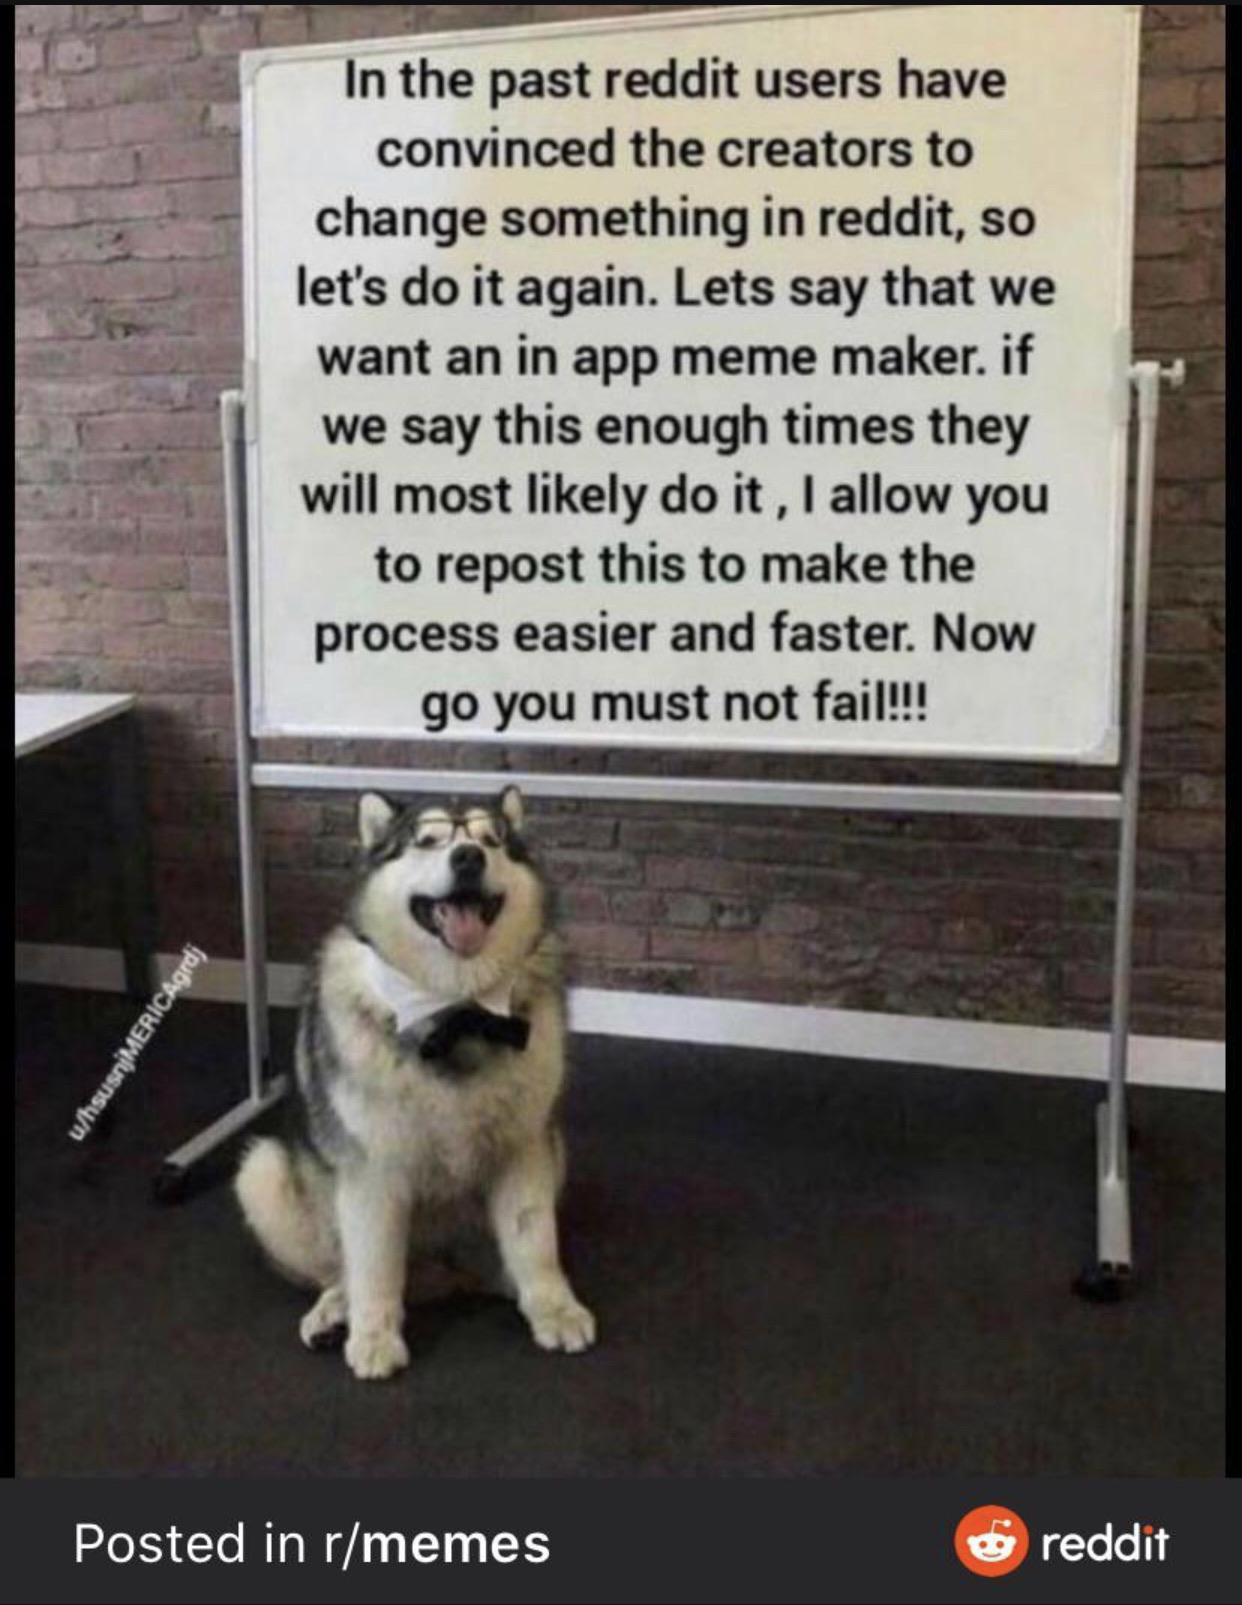 In the past reddit users have
convinced the creators to
change something in reddit, so
let's do it again. Lets say that we
want an in app meme maker. if
we say this enough times they
will most likely do it , I allow you
to repost this to make the
process easier and faster. Now
go you must not fail!!!
u/hsusnjMERICAgrdj
Posted in r/memes
reddit